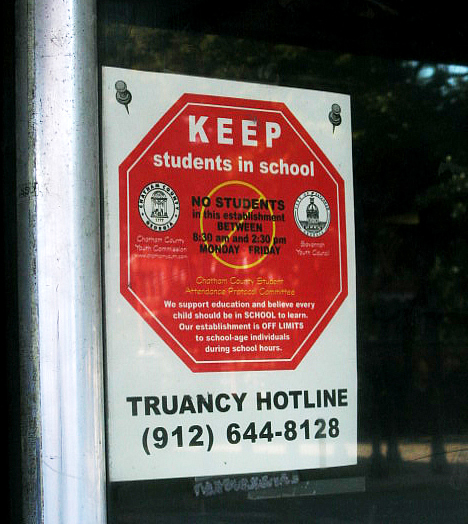 KEEP
students in school
NO STUDENTS
in this establishment
BETWEEN
8:30 am and 2:30 pm
MONDAY FRIDAY
CHATHAM COUNTY
GEORGIA
Chatham County
Youth Commission
Savannah
Youth Council
Chatham County Student
Attendance Protocol Committee
We support education and believe every
child should be in SCHOOL to learn.
Our establishment is OFF LIMITS
to school-age individuals
during school hours.
TRUANCY HOTLINE
(912) 644-8128